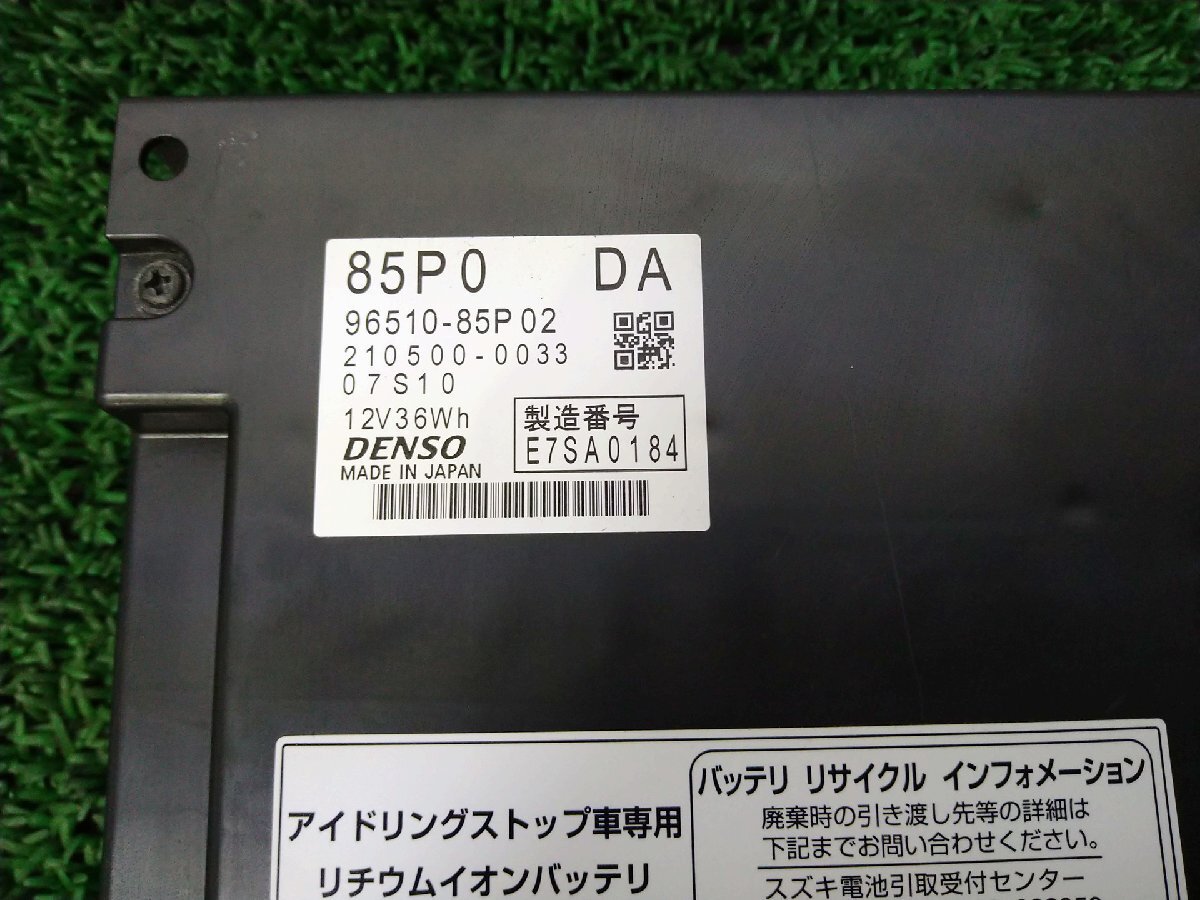 85P0 DA
96510-85P02
210500-0033
07S10
12V36Wh
DENSO
MADE IN JAPAN
製造番号
E7SA0184
アイドリングストップ車専用
リチウムイオンバッテリ
バッテリ リサイクル インフォメーション
廃棄時の引き渡し先等の詳細は
下記までお問い合わせください。
スズキ電池引取受付センター